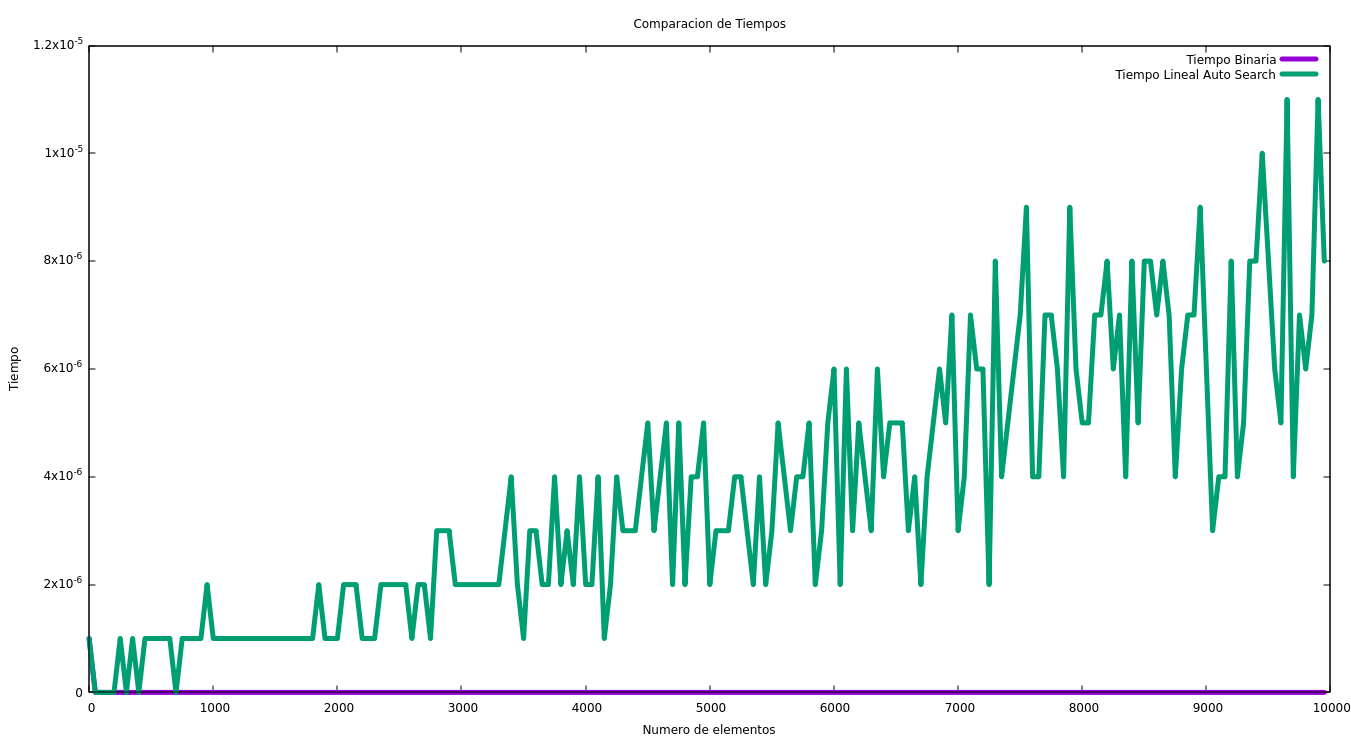 Comparacion de Tiempos
1.2x10-5
1x10-5
8x10-6
6x10-6
4x10-6
2x10-6
0
Tiempo
Tiempo Binaria
Tiempo Lineal Auto Search
0 1000 2000 3000 4000 5000 6000 7000 8000 9000 10000
Numero de elementos